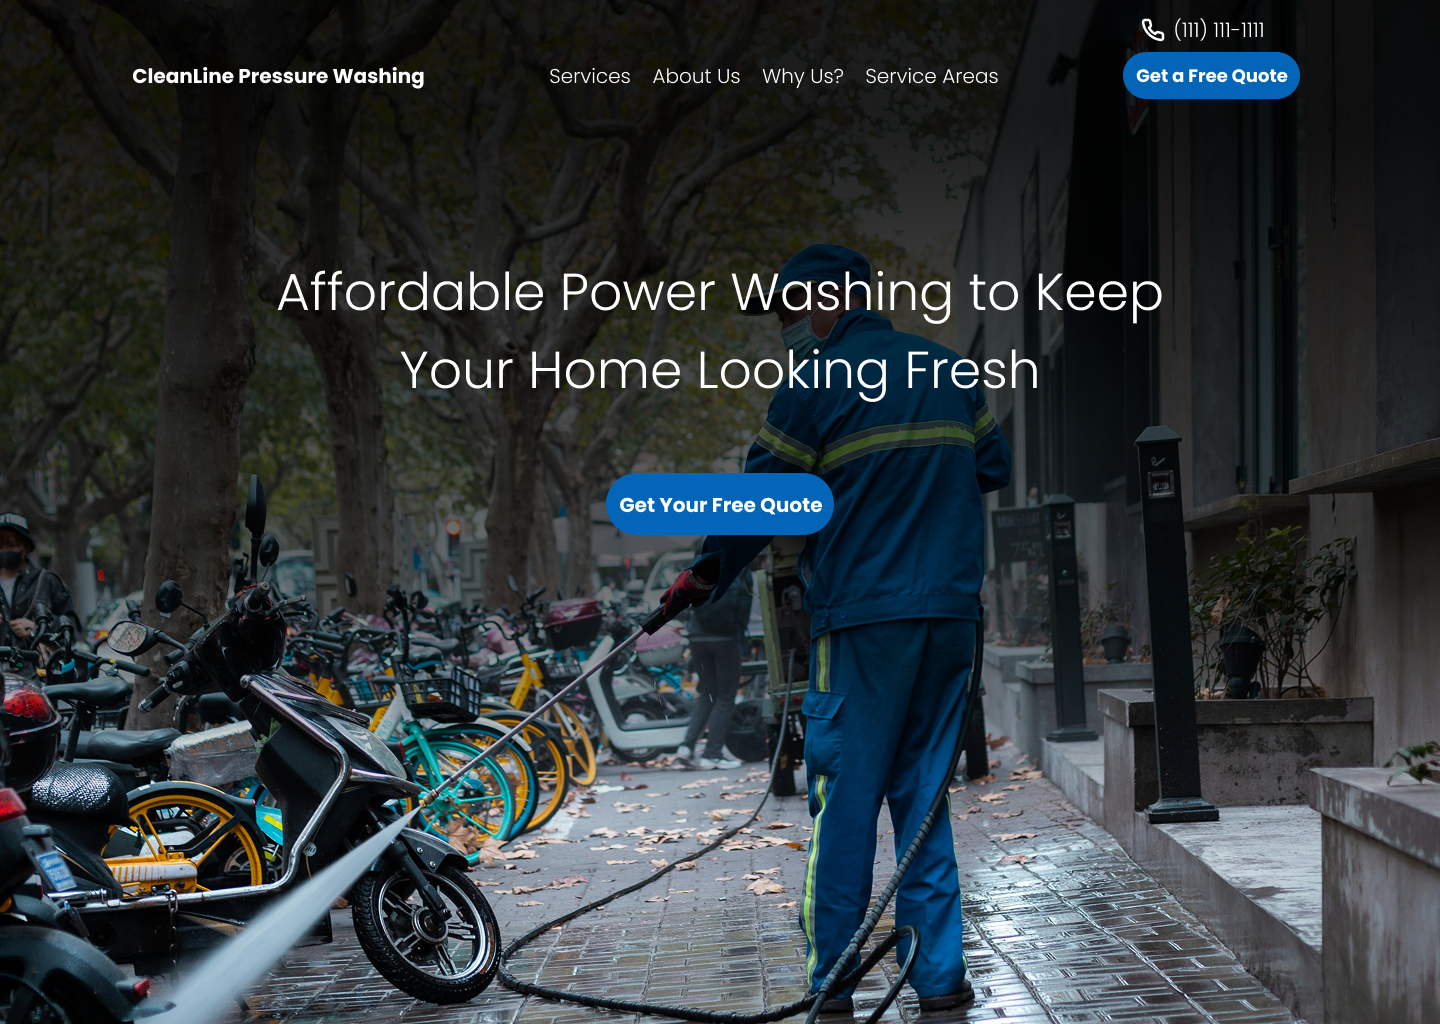 (111) 111-1111
CleanLine Pressure Washing
Services
About Us
Why Us?
Service Areas
Get a Free Quote
Affordable Power Washing to Keep
Your Home Looking Fresh
Get Your Free Quote